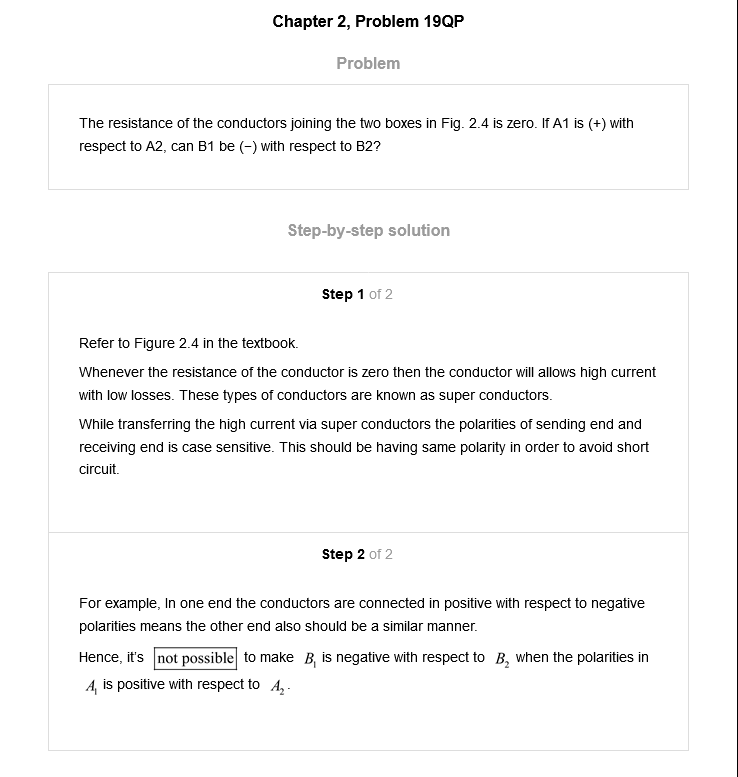 Chapter 2, Problem 19QP
Problem
The resistance of the conductors joining the two boxes in Fig. 2.4 is zero. If A1 is (+) with
respect to A2, can B1 be (−) with respect to B2?
Step-by-step solution
Step 1 of 2
Refer to Figure 2.4 in the textbook.
Whenever the resistance of the conductor is zero then the conductor will allows high current
with low losses. These types of conductors are known as super conductors.
While transferring the high current via super conductors the polarities of sending end and
receiving end is case sensitive. This should be having same polarity in order to avoid short
circuit.
Step 2 of 2
For example, In one end the conductors are connected in positive with respect to negative
polarities means the other end also should be a similar manner.
Hence, it's not possible to make B₁ is negative with respect to B₂ when the polarities in
A₁ is positive with respect to A₂.